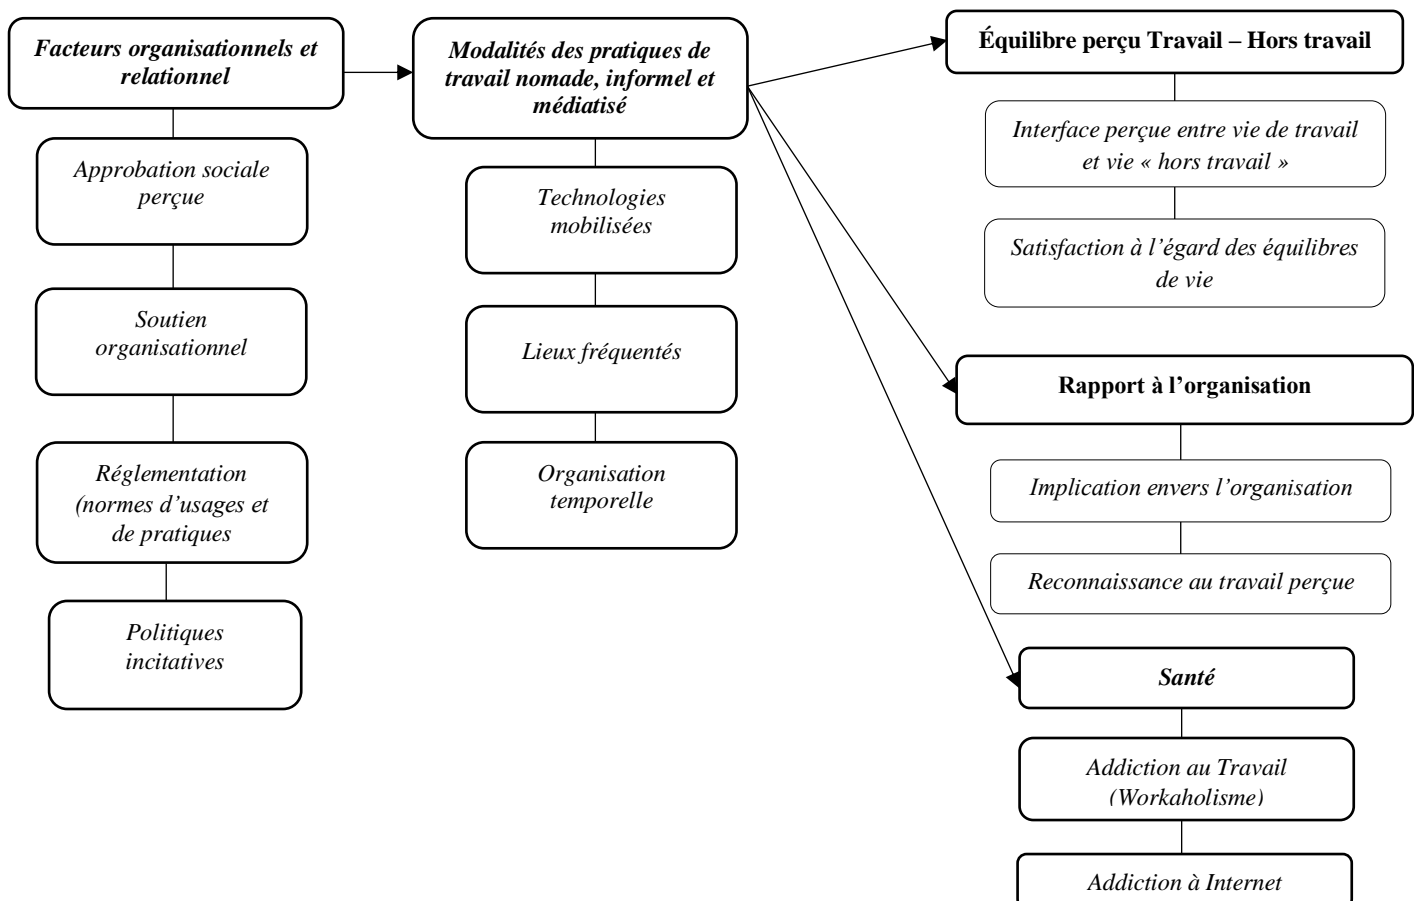 Facteurs organisationnels et
relationnel
Approbation sociale
perçue
Soutien
organisationnel
Réglementation
(normes d’usages et
de pratiques
Politiques
incitatives
Modalités des pratiques de
travail nomade, informel et
médiatisé
Technologies
mobilisées
Lieux fréquentés
Organisation
temporelle
Équilibre perçu Travail – Hors travail
Interface perçue entre vie de travail
et vie « hors travail »
Satisfaction à l’égard des équilibres
de vie
Rapport à l’organisation
Implication envers l’organisation
Reconnaissance au travail perçue
Santé
Addiction au Travail
(Workaholisme)
Addiction à Internet